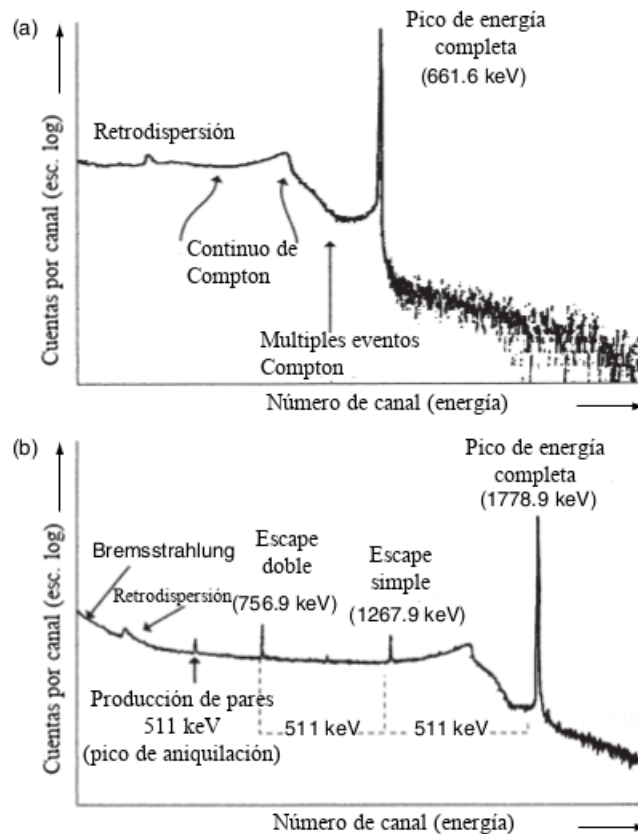 (a)
Pico de energía
completa
(661.6 keV)
Retrodispersión
Continuo de
Compton
Multiples eventos
Compton
Cuentas por canal (esc. log)
Número de canal (energía)
(b)
Pico de energía
completa
(1778.9 keV)
Bremsstrahlung
Retrodispersión
Escape
doble
(756.9 keV)
Escape
simple
(1267.9 keV)
Producción de pares
511 keV
(pico de aniquilación)
511 keV
511 keV
Cuentas por canal (esc. log)
Número de canal (energía)